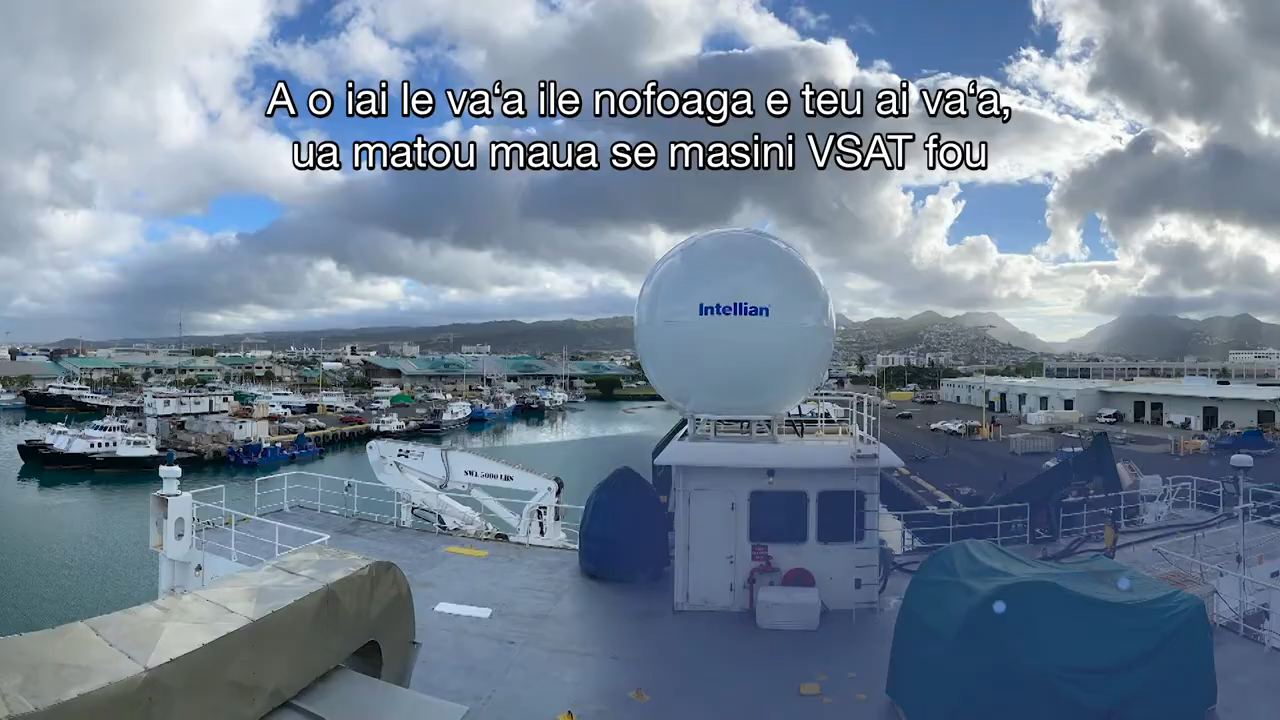 A o iai le va‘a ile nofoaga e teu ai va‘a,
ua matou maua se masini VSAT fou
Intellian
SWL 5000 LBS